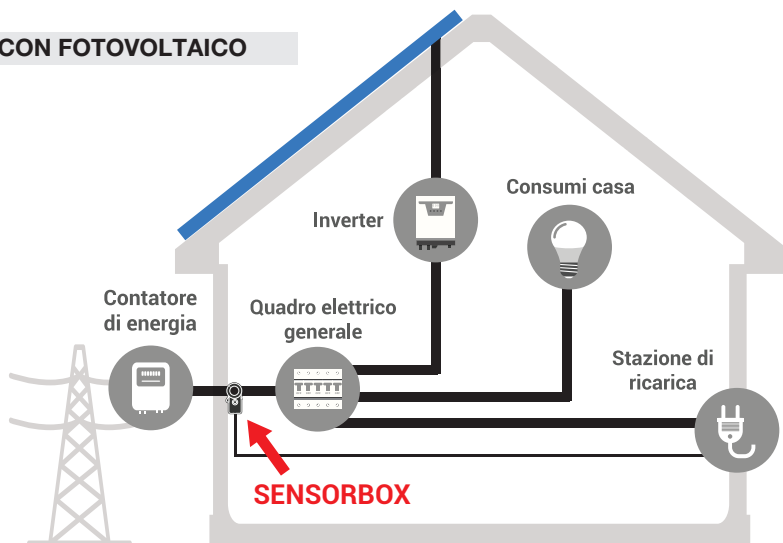 CON FOTOVOLTAICO
Consumi casa
Inverter
Contatore
di energia
Quadro elettrico
generale
Stazione di
ricarica
SENSORBOX